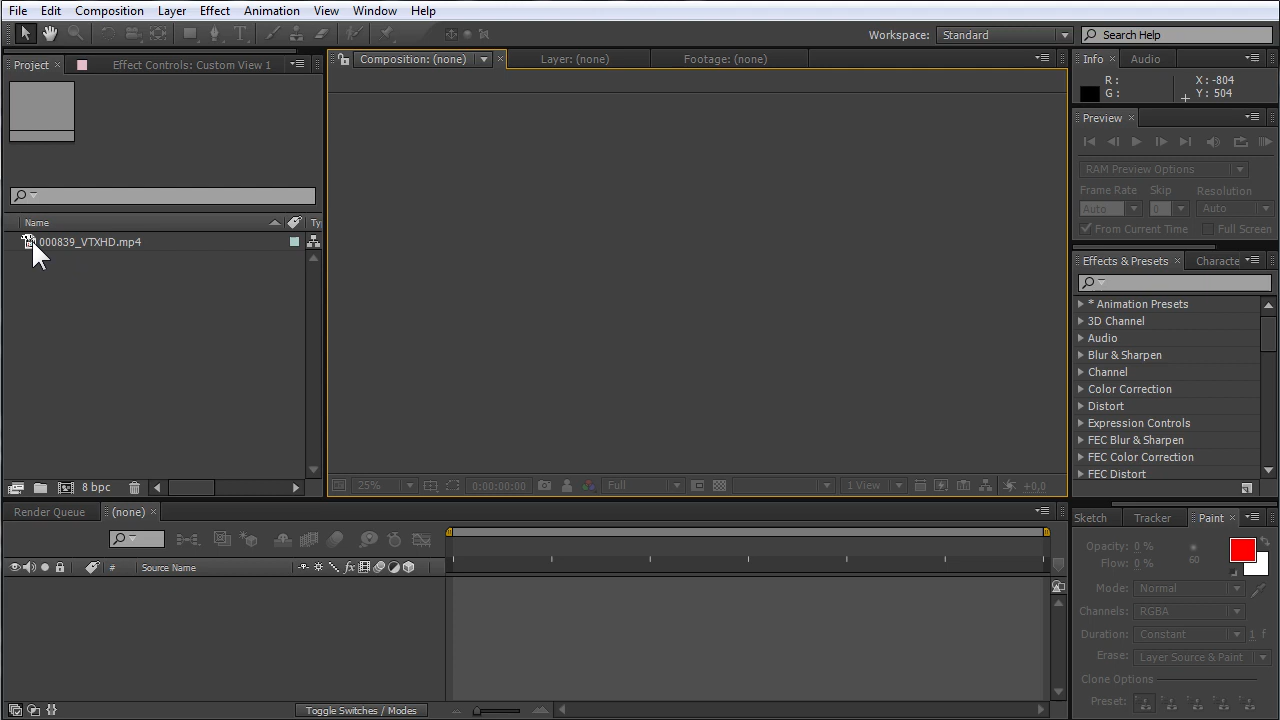 File Edit Composition Layer Effect Animation View Window Help
Workspace: Standard Search Help
Project Effect Controls: Custom View 1
Composition: (none) Layer: (none) Footage: (none)
Info Audio
R : X : -804
G : Y : 504
Preview
RAM Preview Options
Frame Rate Skip Resolution
Auto 0 Auto
From Current Time Full Screen
Name Ty
000839_VTXHD.mp4
Effects & Presets Characte
* Animation Presets
3D Channel
Audio
Blur & Sharpen
Channel
Color Correction
Distort
Expression Controls
FEC Blur & Sharpen
FEC Color Correction
FEC Distort
8 bpc
25% 0:00:00:00 Full 1 View +0,0
Render Queue (none)
# Source Name fx
Toggle Switches / Modes
Sketch Tracker Paint
Opacity: 0 %
Flow: 0 % 60
Mode: Normal
Channels: RGBA
Duration: Constant 1 f
Erase: Layer Source & Paint
Clone Options
Preset: